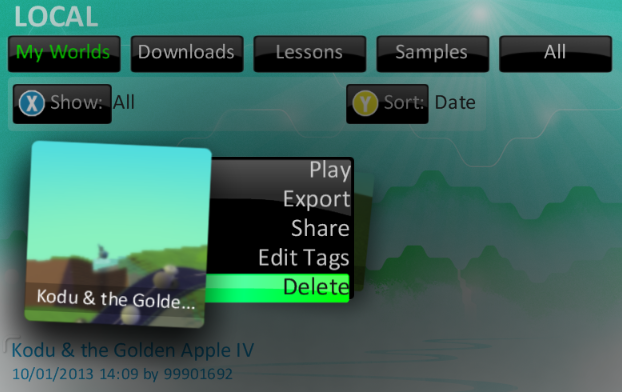 LOCAL
My Worlds Downloads Lessons Samples All
X Show: All Y Sort: Date
Play
Export
Share
Edit Tags
Delete
Kodu & the Golde...
Kodu & the Golden Apple IV
10/01/2013 14:09 by 99901692